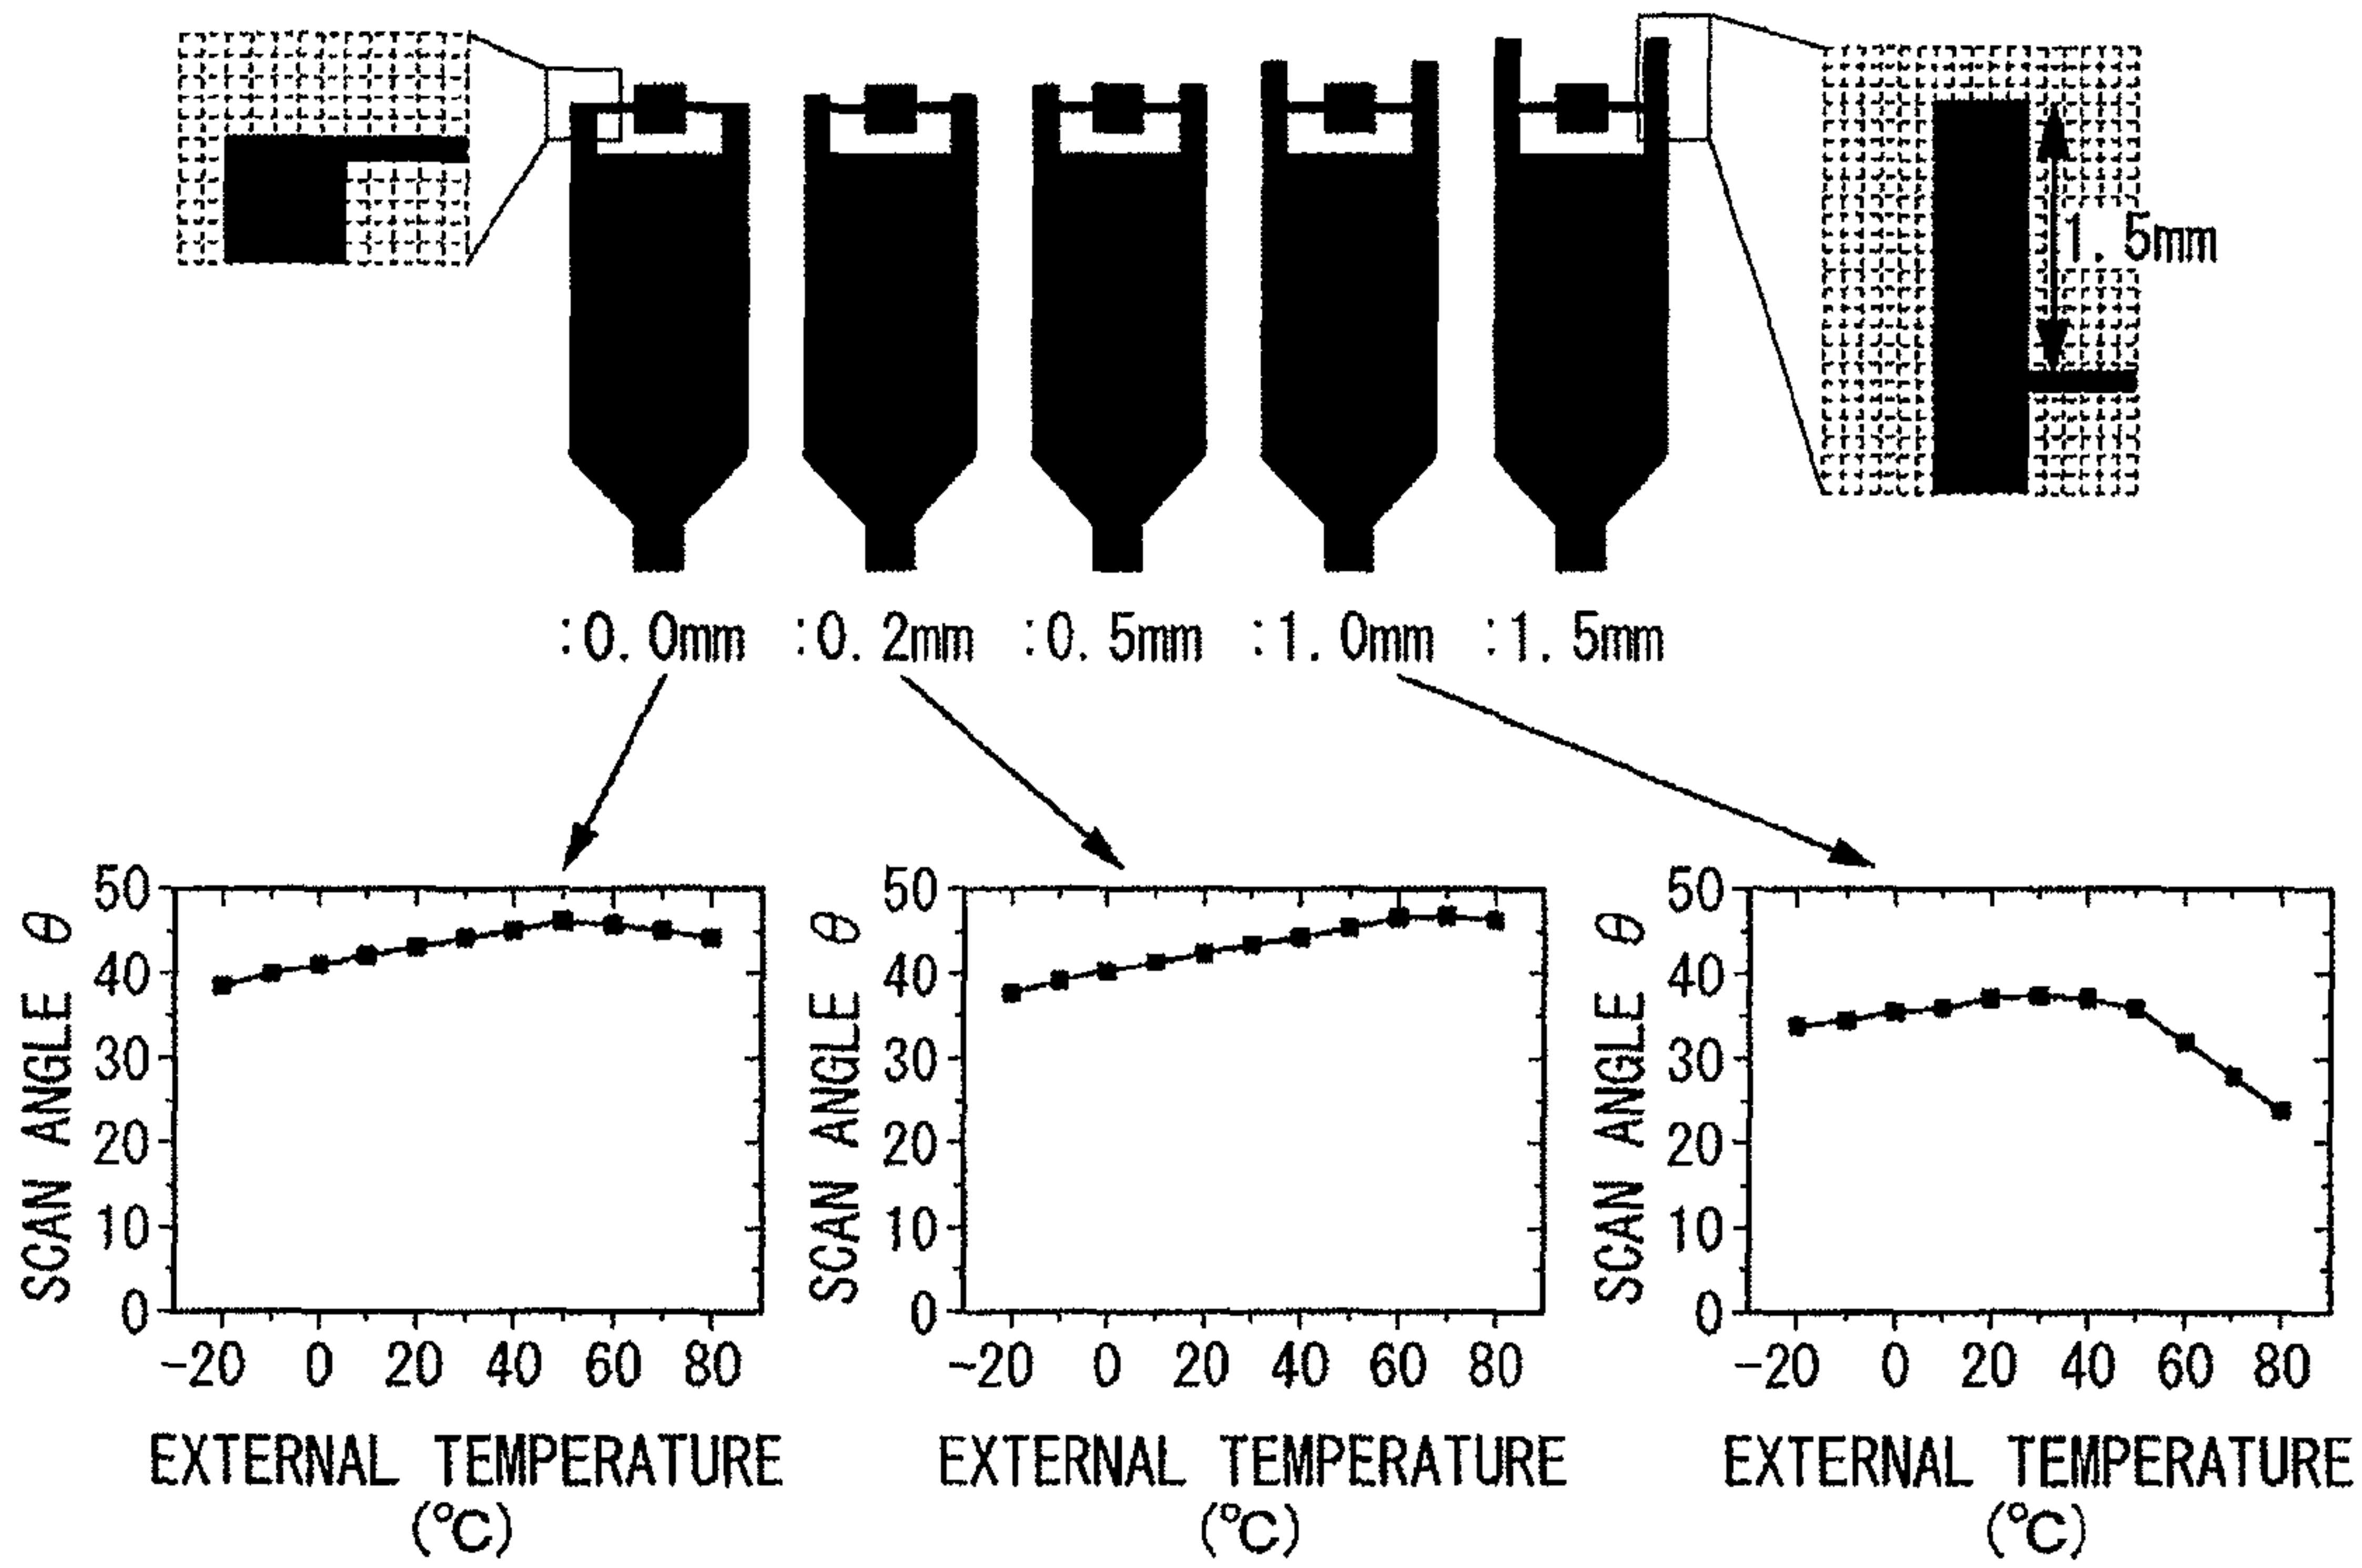 1.5mm
:0.0mm :0.2mm :0.5mm :1.0mm :1.5mm
SCAN ANGLE θ
50
40
30
20
10
0
-20 0 20 40 60 80
EXTERNAL TEMPERATURE
(℃)
SCAN ANGLE θ
50
40
30
20
10
0
-20 0 20 40 60 80
EXTERNAL TEMPERATURE
(℃)
SCAN ANGLE θ
50
40
30
20
10
0
-20 0 20 40 60 80
EXTERNAL TEMPERATURE
(℃)